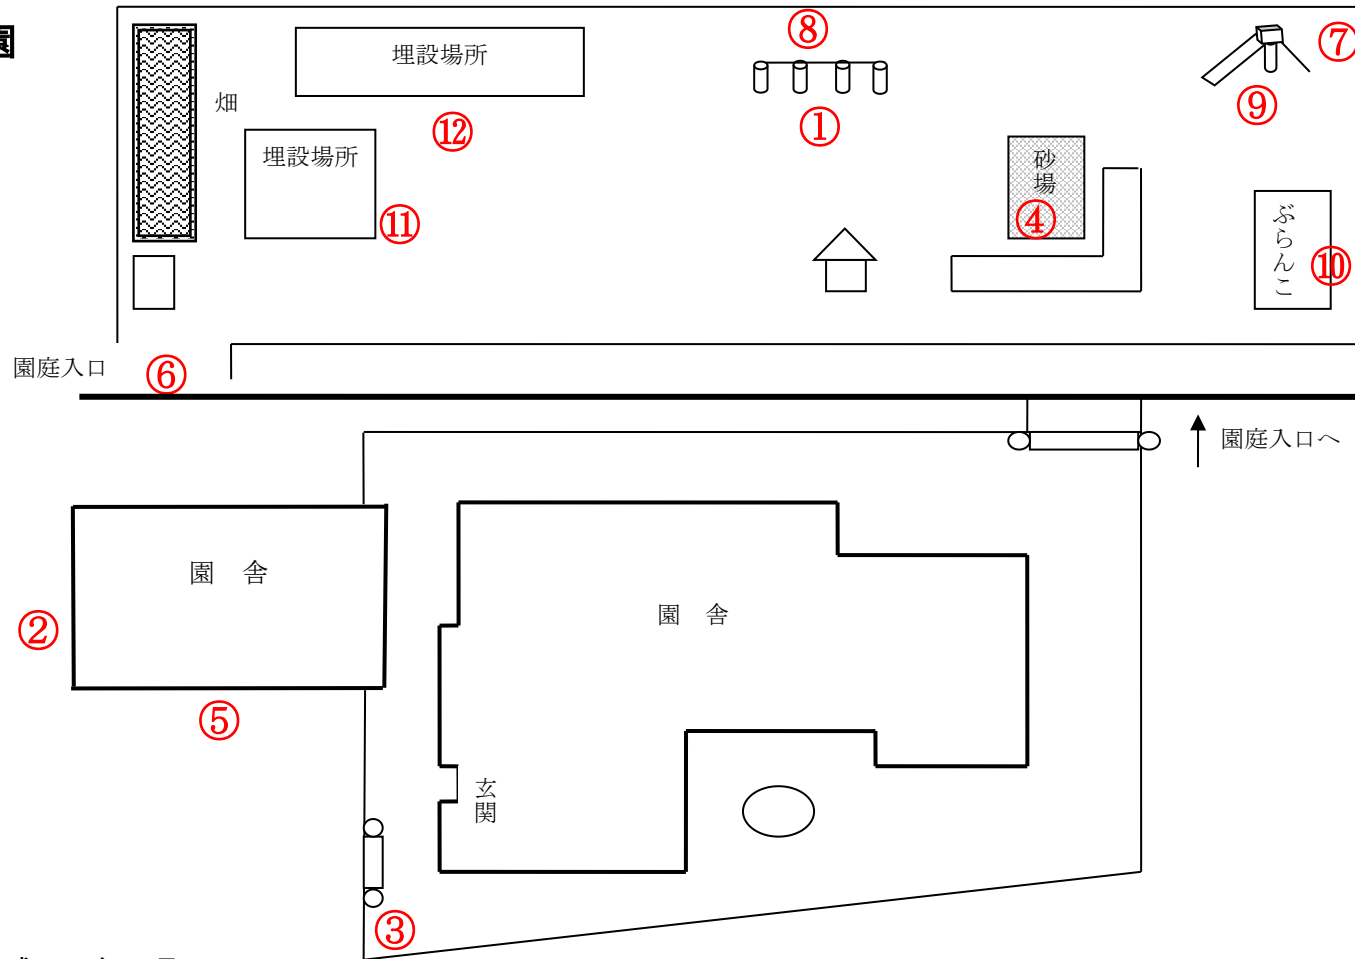 園
埋設場所
⑧
⑦
畑
⑫
①
⑨
埋設場所
砂場
⑪
④
ぶらんこ
⑩
園庭入口
⑥
園庭入口へ
園 舎
園 舎
②
⑤
玄関
③